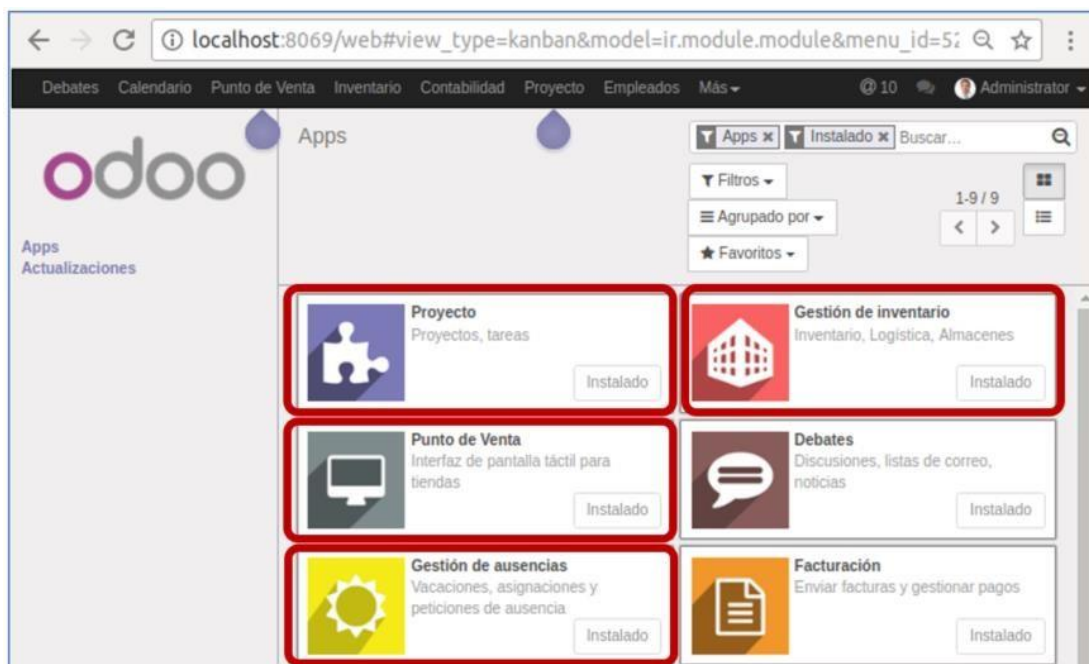 localhost:8069/web#view_type=kanban&model=ir.module.module&menu_id=52
Debates Calendario Punto de Venta Inventario Contabilidad Proyecto Empleados Más @ 10 Administrator
odoo
Apps
Actualizaciones
Apps
Apps x Instalado x Buscar...
Filtros
Agrupado por
Favoritos
1-9 / 9
Proyecto
Proyectos, tareas
Instalado
Gestión de inventario
Inventario, Logística, Almacenes
Instalado
Punto de Venta
Interfaz de pantalla táctil para
tiendas
Instalado
Debates
Discusiones, listas de correo,
noticias
Instalado
Gestión de ausencias
Vacaciones, asignaciones y
peticiones de ausencia
Instalado
Facturación
Enviar facturas y gestionar pagos
Instalado